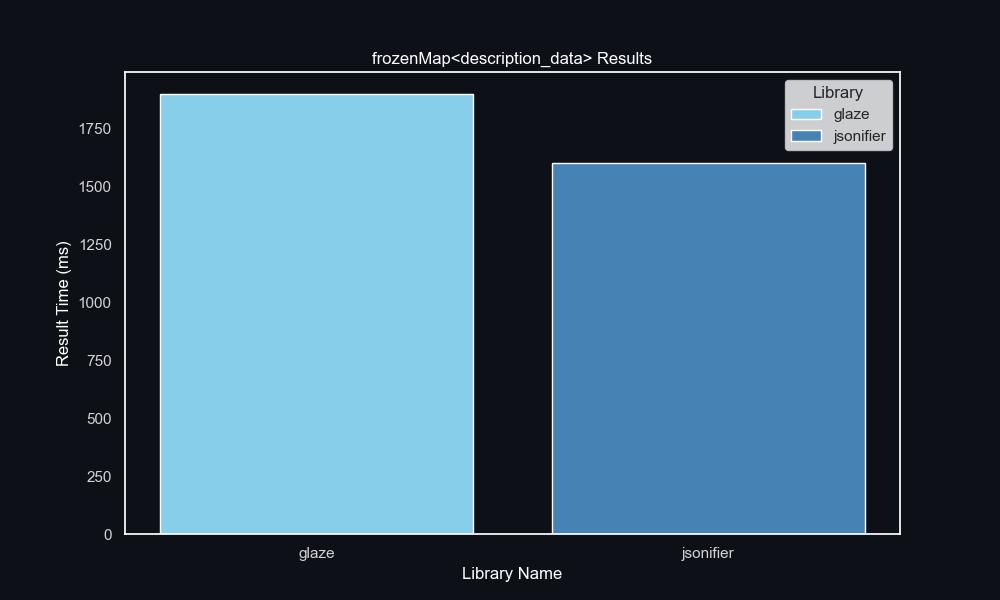 frozenMap<description_data> Results
Library
glaze
jsonifier
Result Time (ms)
1750
1500
1250
1000
750
500
250
0
glaze
jsonifier
Library Name